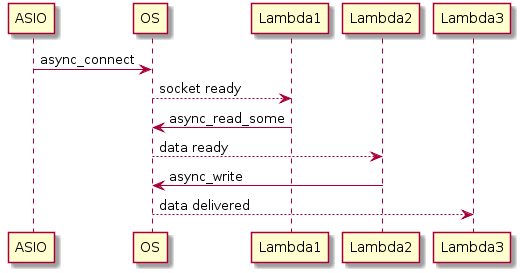 ASIO OS Lambda1 Lambda2 Lambda3
async_connect
socket ready
async_read_some
data ready
async_write
data delivered
ASIO OS Lambda1 Lambda2 Lambda3